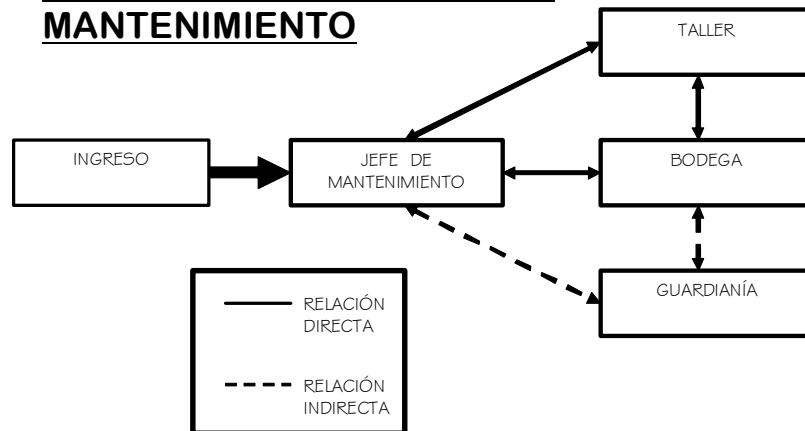 MANTENIMIENTO
TALLER
INGRESO
JEFE DE
MANTENIMIENTO
BODEGA
GUARDIANÍA
RELACIÓN
DIRECTA
RELACIÓN
INDIRECTA